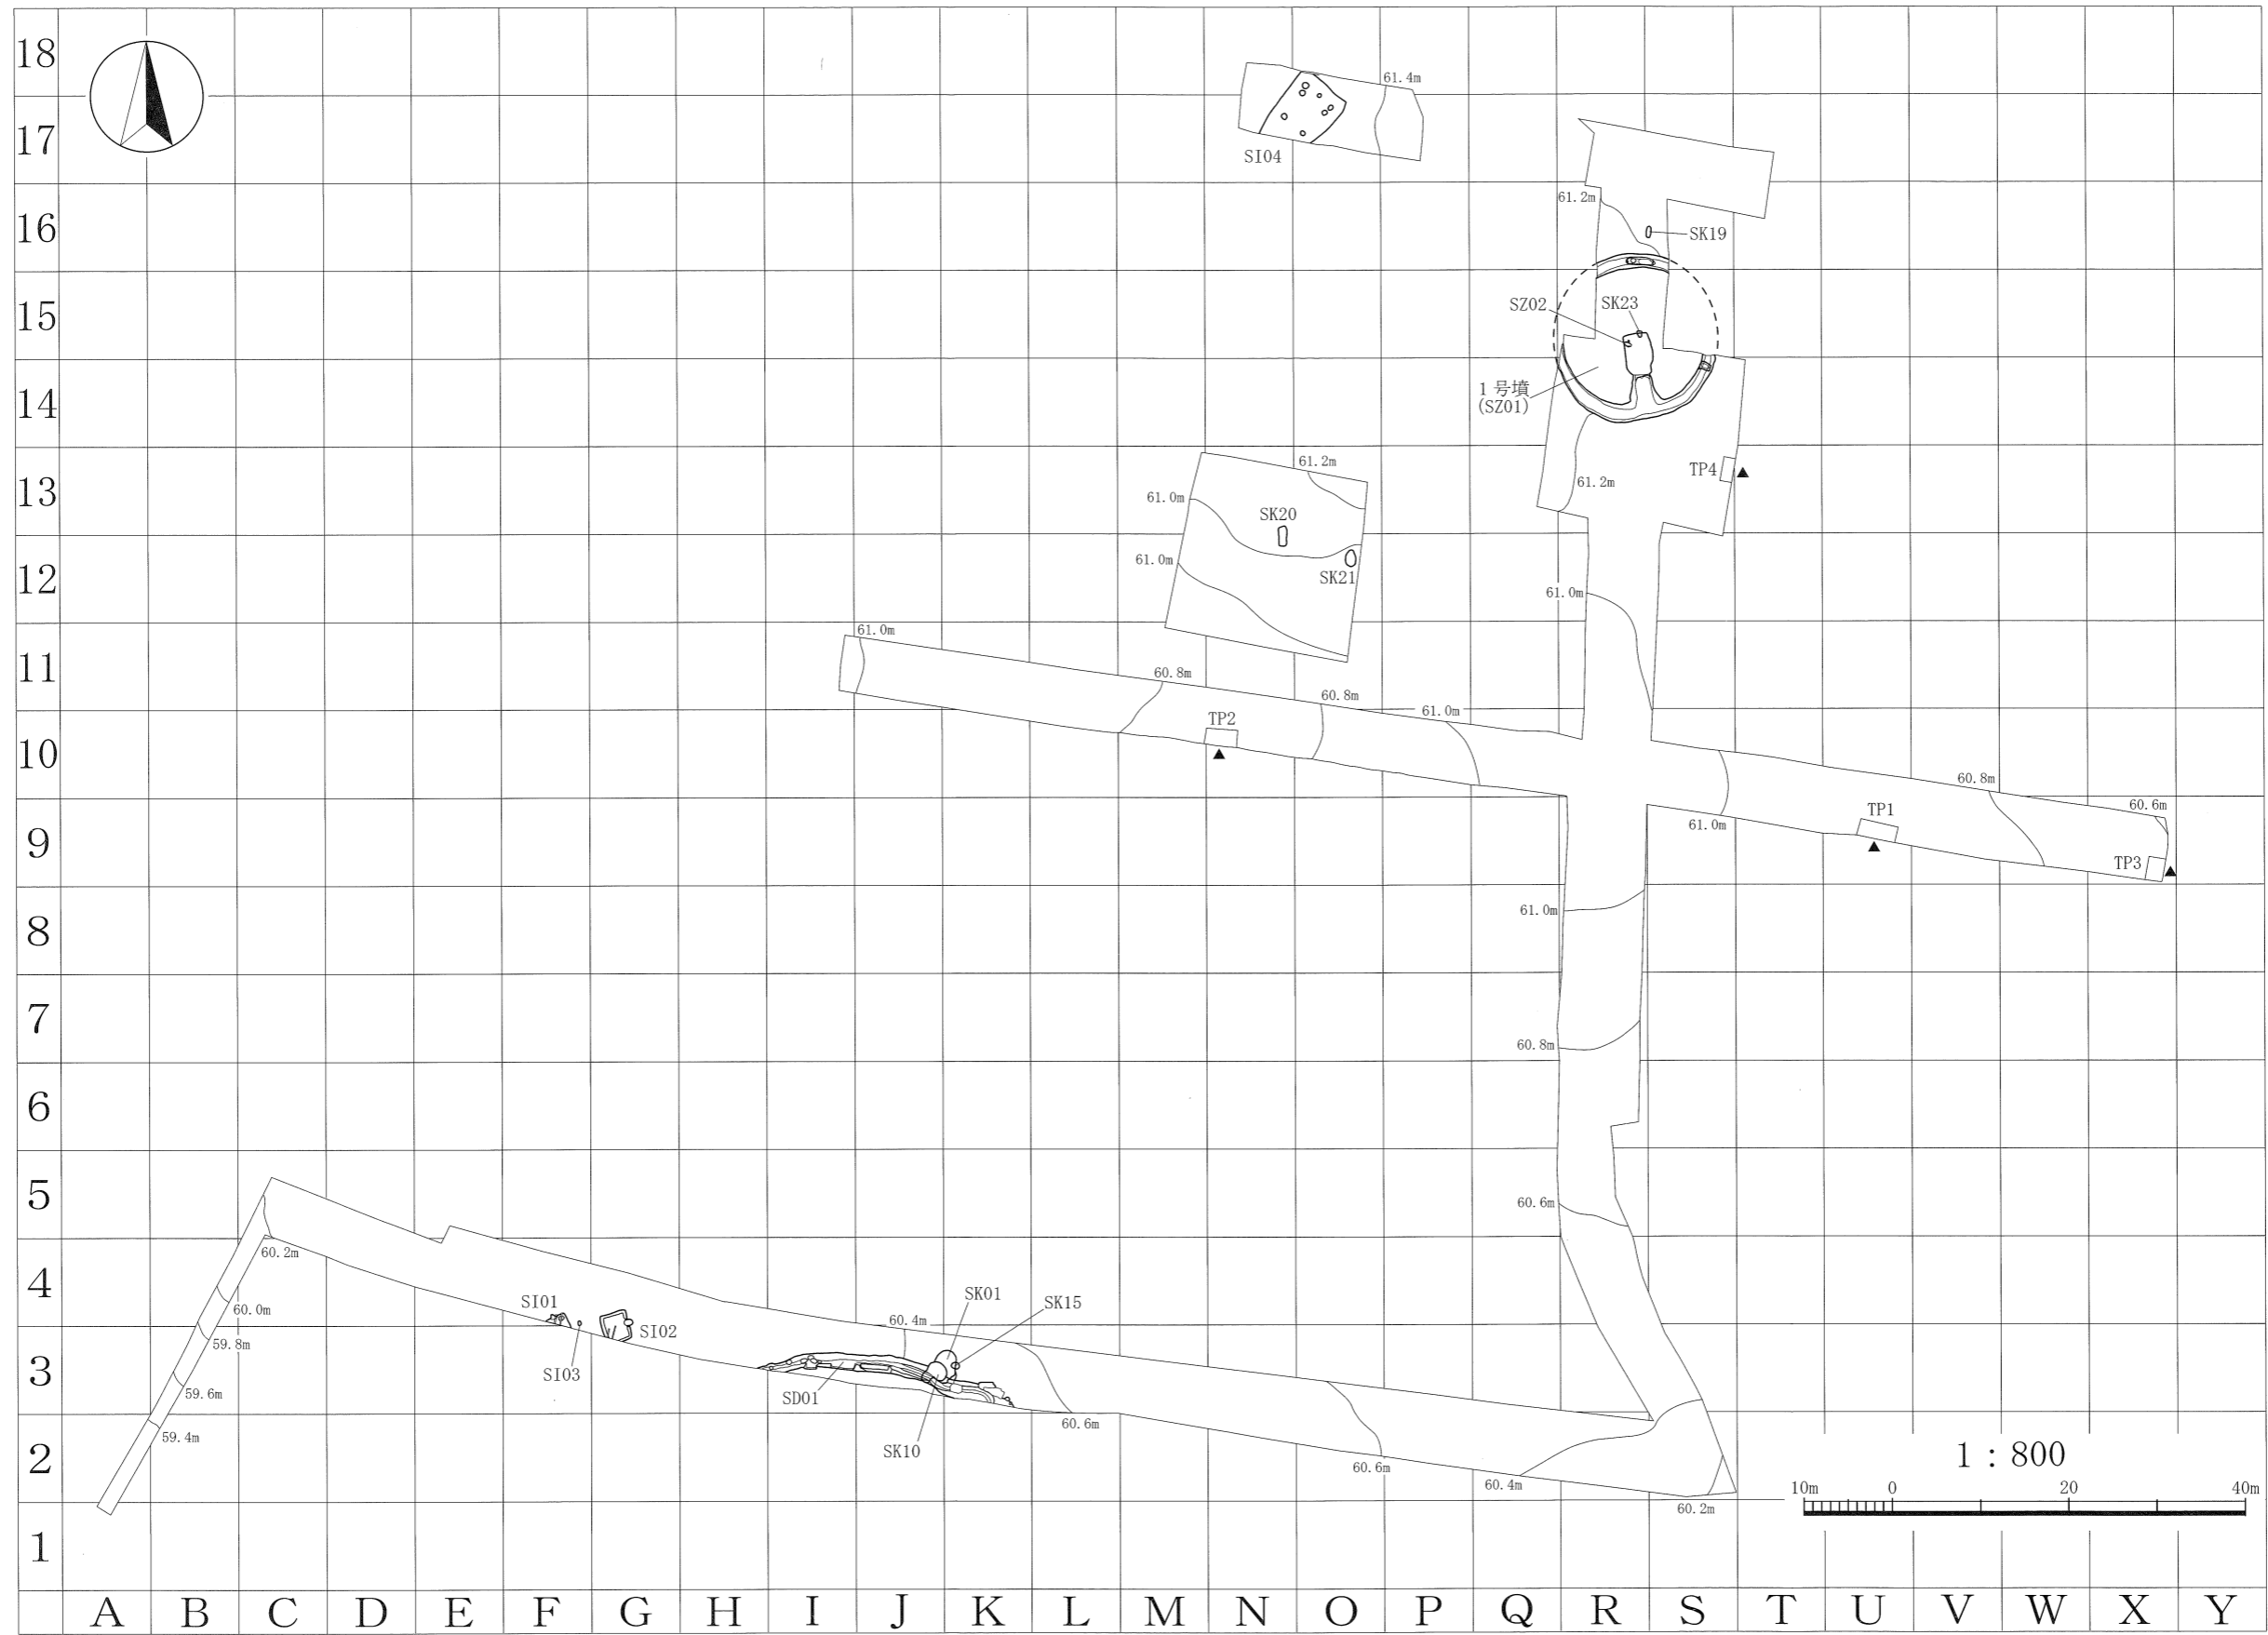 18
61.4m
17
SI04
16
61.2m
SK19
15
SZ02
SK23
14
1号墳
(SZ01)
13
61.2m
61.0m
SK20
61.2m
TP4
12
61.0m
SK21
61.0m
11
61.0m
60.8m
60.8m
61.0m
10
TP2
60.8m
60.6m
9
61.0m
TP1
TP3
8
61.0m
7
60.8m
6
5
60.6m
60.2m
4
60.0m
SI01
SK01
SK15
60.4m
59.8m
SI02
3
SI03
59.6m
SD01
60.6m
59.4m
SK10
2
60.6m
60.4m
60.2m
1:800
10m 0 20 40m
1
A B C D E F G H I J K L M N O P Q R S T U V W X Y